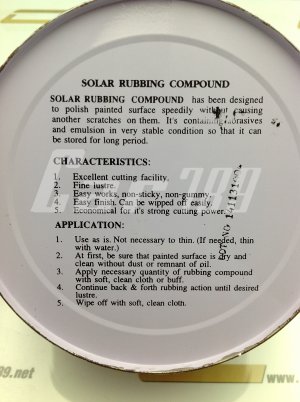 SOLAR RUBBING COMPOUND
SOLAR RUBBING COMPOUND has been designed
to polish painted surface speedily without causing
another scratches on them. It's containing abrasives
and emulsion in very stable condition so that it can
be stored for long period.
CHARACTERISTICS:
1. Excellent cutting facility.
2. Fine lustre.
3. Easy works, non-sticky, non-gummy.
4. Easy finish. Can be wipped off easily.
5. Economical for it's strong cutting power.
APPLICATION:
1. Use as is. Not necessary to thin. (If needed, thin
with water.)
2. At first, be sure that painted surface is dry and
clean without dust or remnant of oil.
3. Apply necessary quantity of rubbing compound
with soft, clean cloth or buff.
4. Continue back & forth rubbing action until desired
lustre.
5. Wipe off with soft, clean cloth.
LOT NO
www.